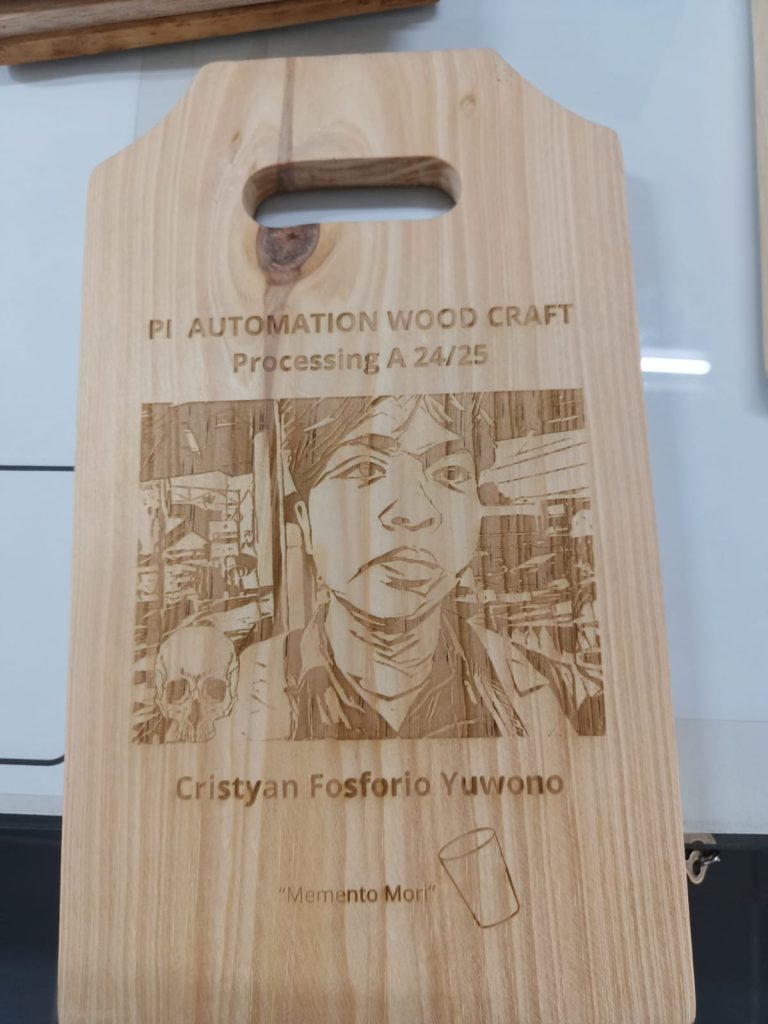 PI AUTOMATION WOOD CRAFT
Processing A 24/25
Cristyan Fosforio Yuwono
"Memento Mori"